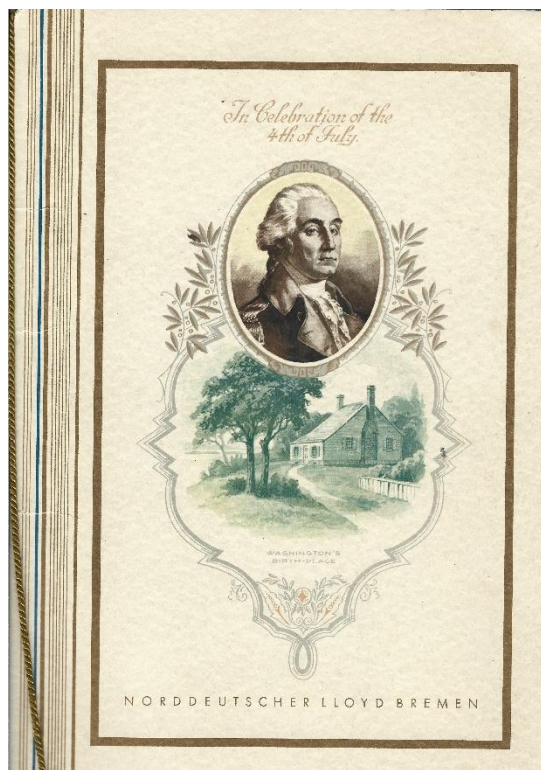 In Celebration of the
4th of July.
WASHINGTON'S
BIRTH-PLACE
NORDDEUTSCHER LLOYD BREMEN